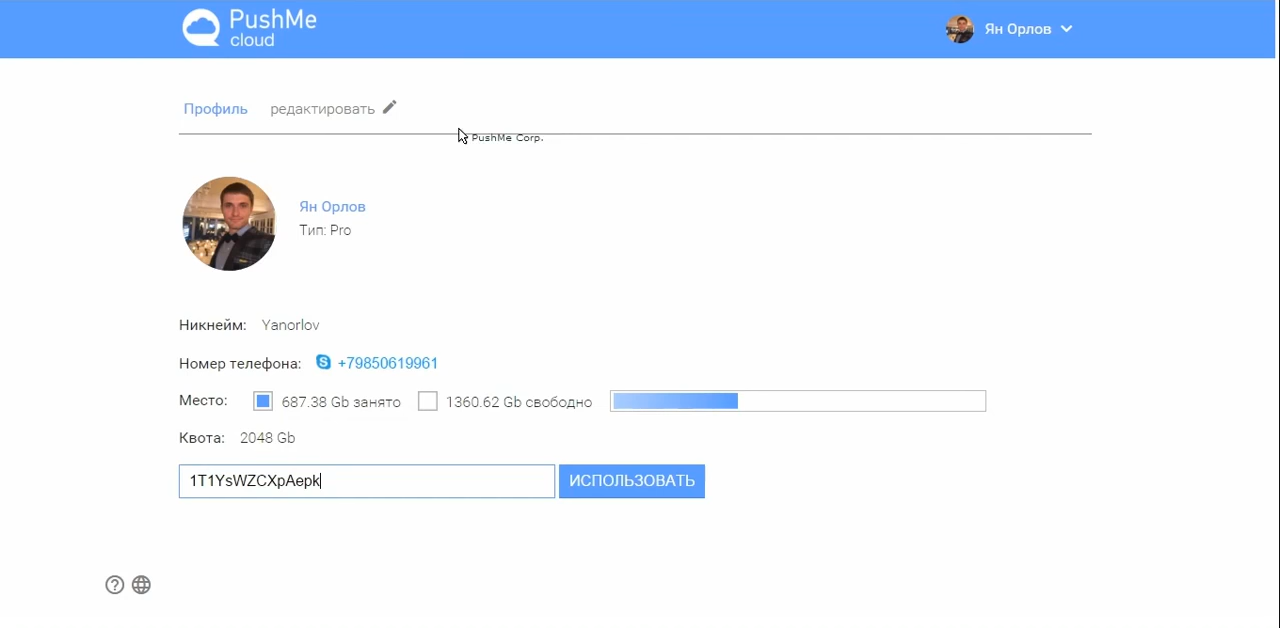 PushMe
cloud
Ян Орлов
Профиль редактировать
PushMe Corp.
Ян Орлов
Тип: Pro
Никнейм: Yanorlov
Номер телефона: +79850619961
Место: 687.38 Gb занято 1360.62 Gb свободно
Квота: 2048 Gb
1T1YsWZCXpAepk ИСПОЛЬЗОВАТЬ